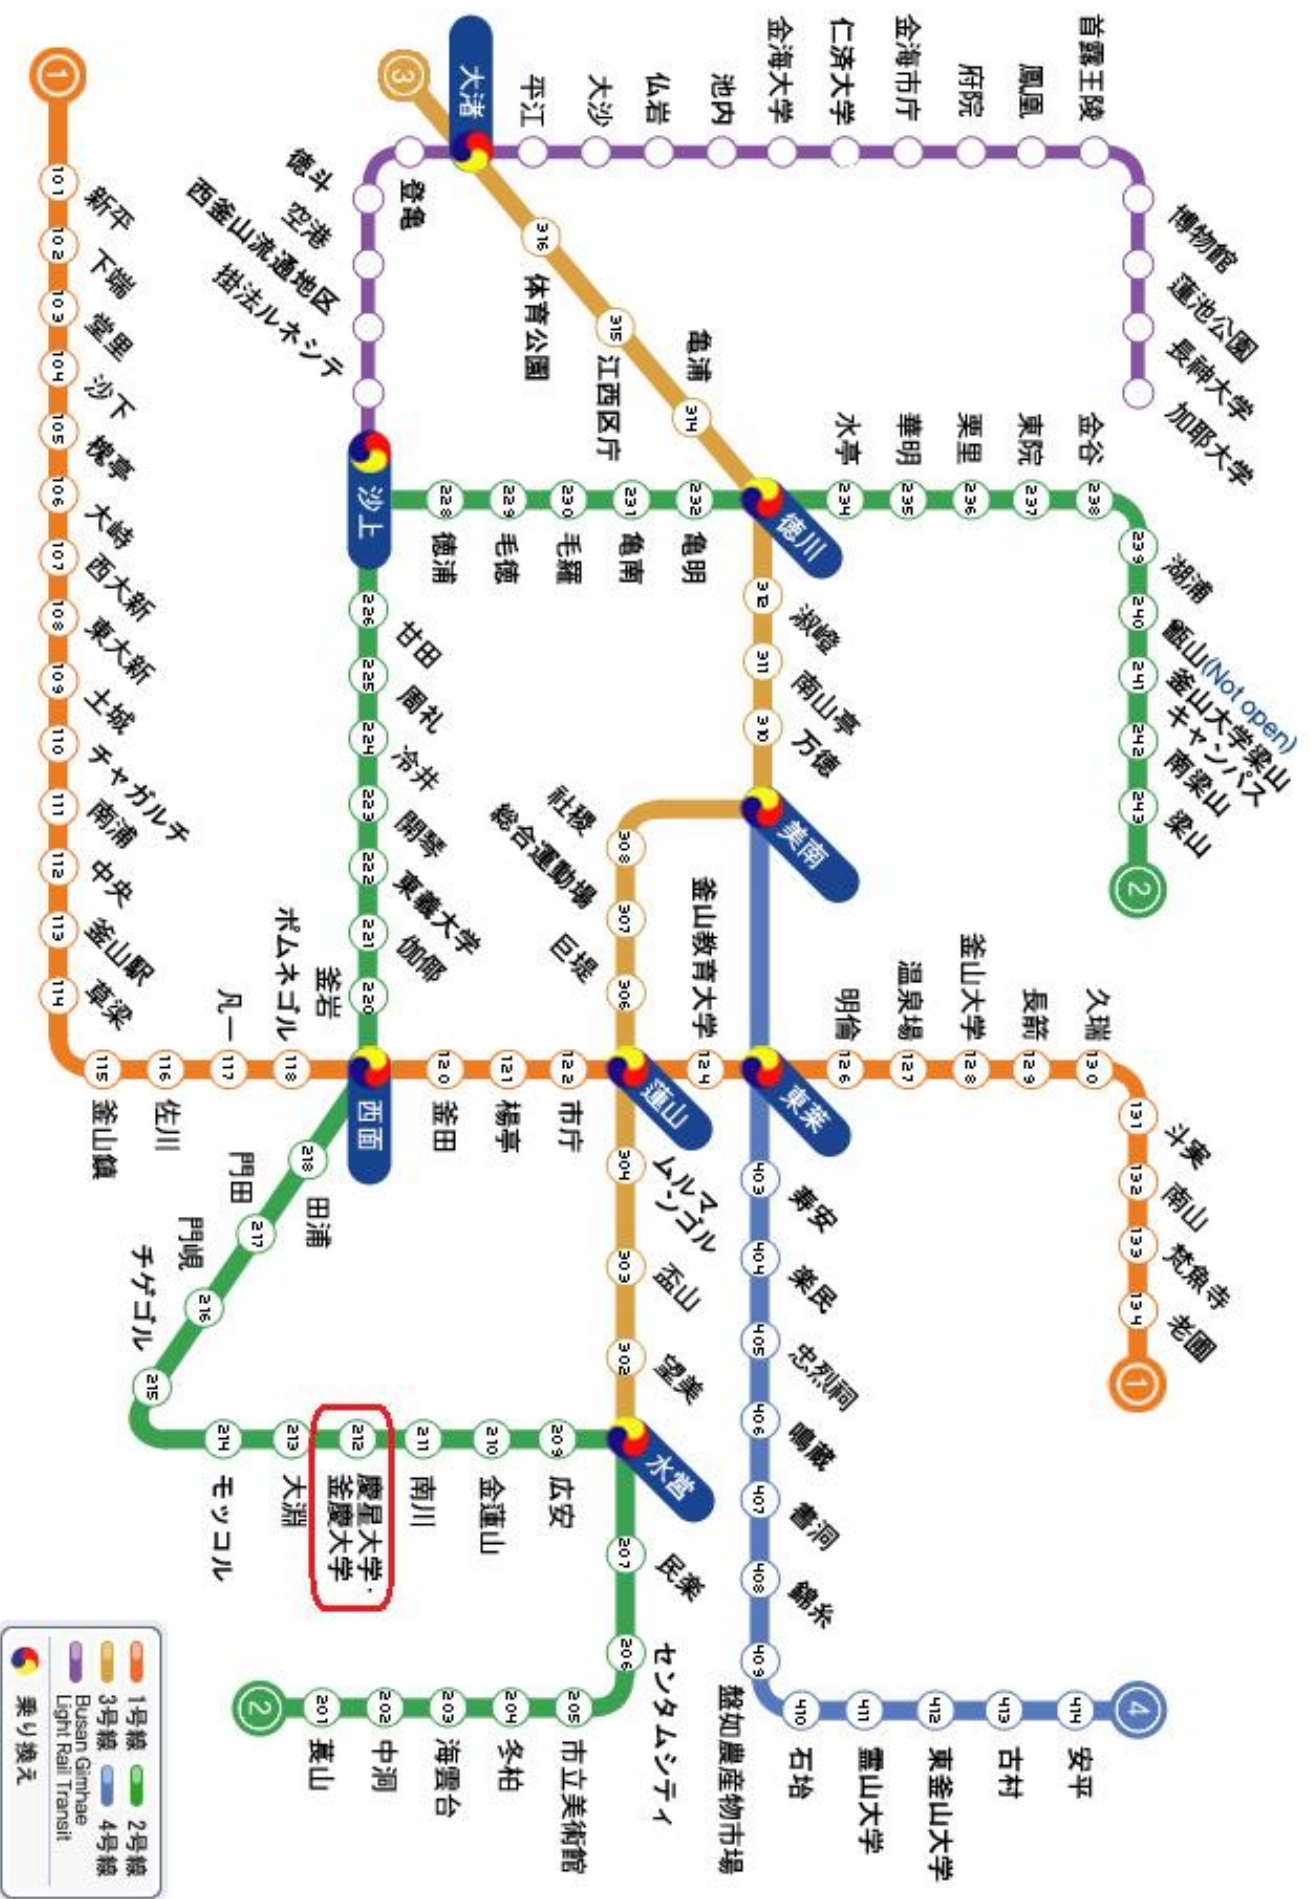 首露王陵
鳳凰
府院
金海市庁
仁済大学
金海大学
池内
仏岩
大沙
平江
大渚
3
登亀
徳斗
空港
西釜山流通地区
掛法ルネシテ
博物館
蓮池公園
長神大学
加耶大学
316
体育公園
315
江西区庁
314
亀浦
1
101
新平
102
下端
103
堂里
104
沙下
105
槐亭
106
大峙
107
西大新
108
東大新
109
土城
110
チャガルチ
111
南浦
112
中央
113
釜山駅
114
草梁
115
釜山鎮
116
佐川
117
凡一
118
ポムネゴル
西面
120
釜田
121
楊亭
122
市庁
蓮山
124
釜山教育大学
東莱
126
明倫
127
温泉場
128
釜山大学
129
長箭
130
久瑞
131
斗実
132
南山
133
梵魚寺
134
老圃
1
2
243
梁山
242
南梁山
241
釜山大学梁山
キャンパス
240
甑山(Not open)
239
湖浦
238
金谷
237
東院
236
栗里
235
華明
234
水亭
徳川
232
亀明
231
亀南
230
毛羅
229
毛徳
228
徳浦
沙上
226
甘田
225
周礼
224
冷井
223
開琴
222
東義大学
221
伽倻
220
釜岩
218
田浦
217
門田
216
門峴
215
チゲゴル
214
モッコル
213
大淵
212
慶星大学·
釜慶大学
211
南川
210
金蓮山
209
広安
水営
207
民楽
206
センタムシティ
205
市立美術館
204
冬柏
203
海雲台
202
中洞
201
萇山
2
312
淑嶝
311
南山亭
310
万徳
美南
308
社稷
307
総合運動場
306
巨堤
304
ムルマ
ンゴル
303
盃山
302
望美
403
寿安
404
楽民
405
忠烈祠
406
鳴蔵
407
書洞
408
錦糸
409
盤如農産物市場
410
石坮
411
霊山大学
412
東釜山大学
413
古村
414
安平
4
1号線 2号線
3号線 4号線
Busan Gimhae
Light Rail Transit
乗り換え